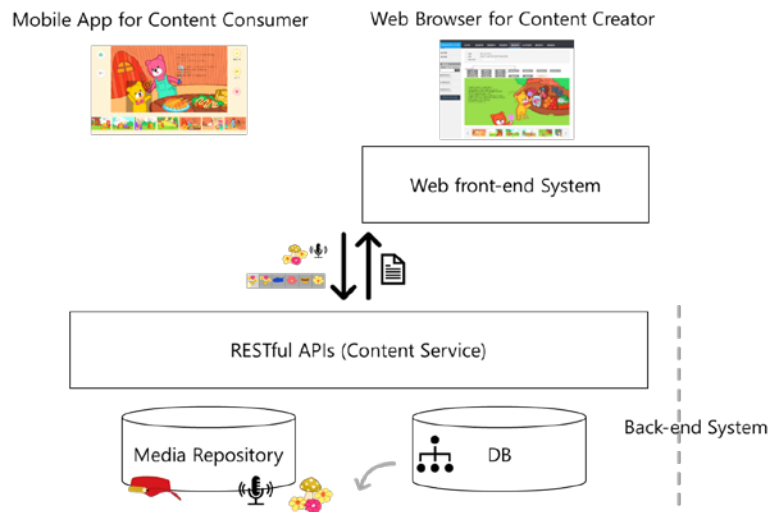 Mobile App for Content Consumer
Web Browser for Content Creator
Web front-end System
RESTful APIs (Content Service)
Media Repository
DB
Back-end System